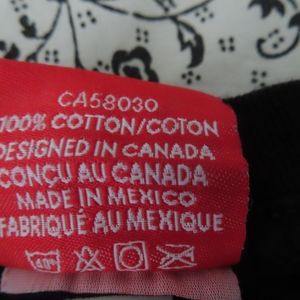 CA58030
100% COTTON/COTON
DESIGNED IN CANADA
CONÇU AU CANADA
MADE IN MEXICO
FABRIQUÉ AU MEXIQUE